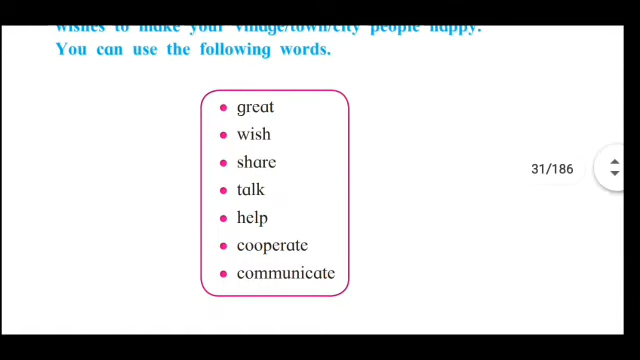 wishes to make your village/town/city people happy.
You can use the following words.
• great
• wish
• share
• talk
• help
• cooperate
• communicate
31/186